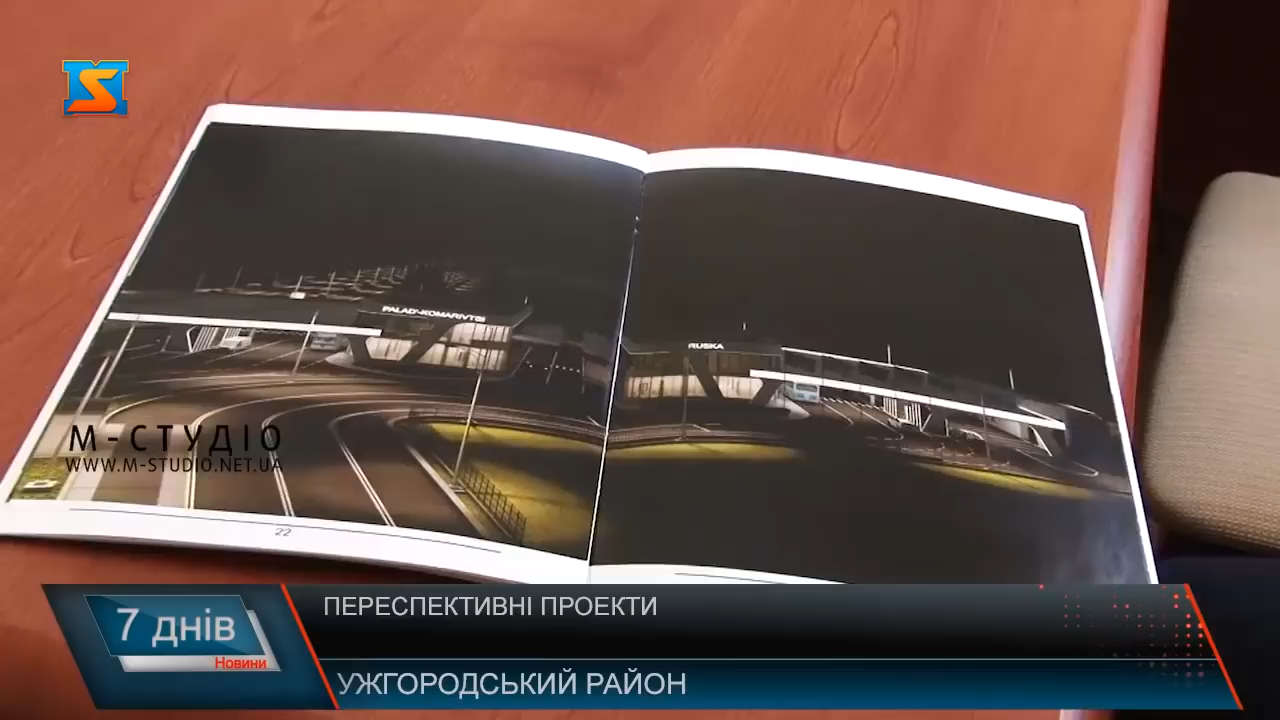 PALAD'-KOMARIVTSI
RUSKA
М-СТУДІО
WWW.M-STUDIO.NET.UA
22
7 днів
Новини
ПЕРЕСПЕКТИВНІ ПРОЕКТИ
УЖГОРОДСЬКИЙ РАЙОН